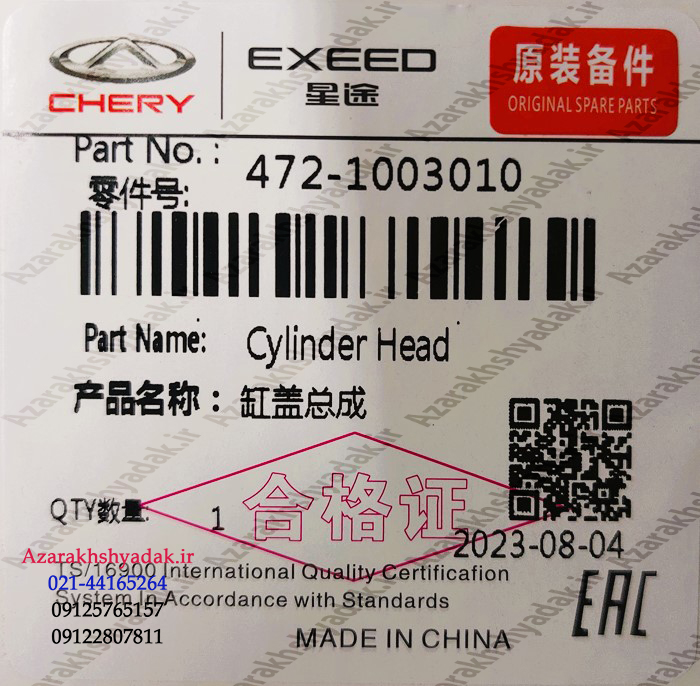 CHERY
EXEED
星途
原装备件
ORIGINAL SPARE PARTS
Part No. :
零件号:
472-1003010
Part Name: Cylinder Head
产品名称： 缸盖总成
QTY数量: 1
合格证
2023-08-04
Azarakhshyadak.ir
TS/16900 International Quality Certification
021-44165264
System In Accordance with Standards
09125765157
09122807811
MADE IN CHINA
EAC
Azarakhshyadak.ir